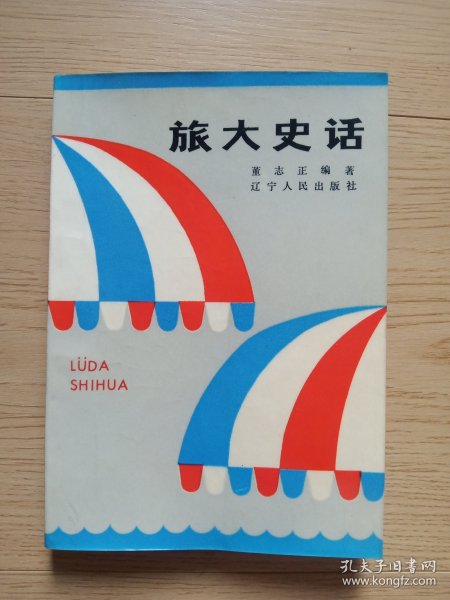 旅大史话
董志正编著
辽宁人民出版社
LÜDA
SHIHUA
孔夫子旧书网
www.kongfz.com